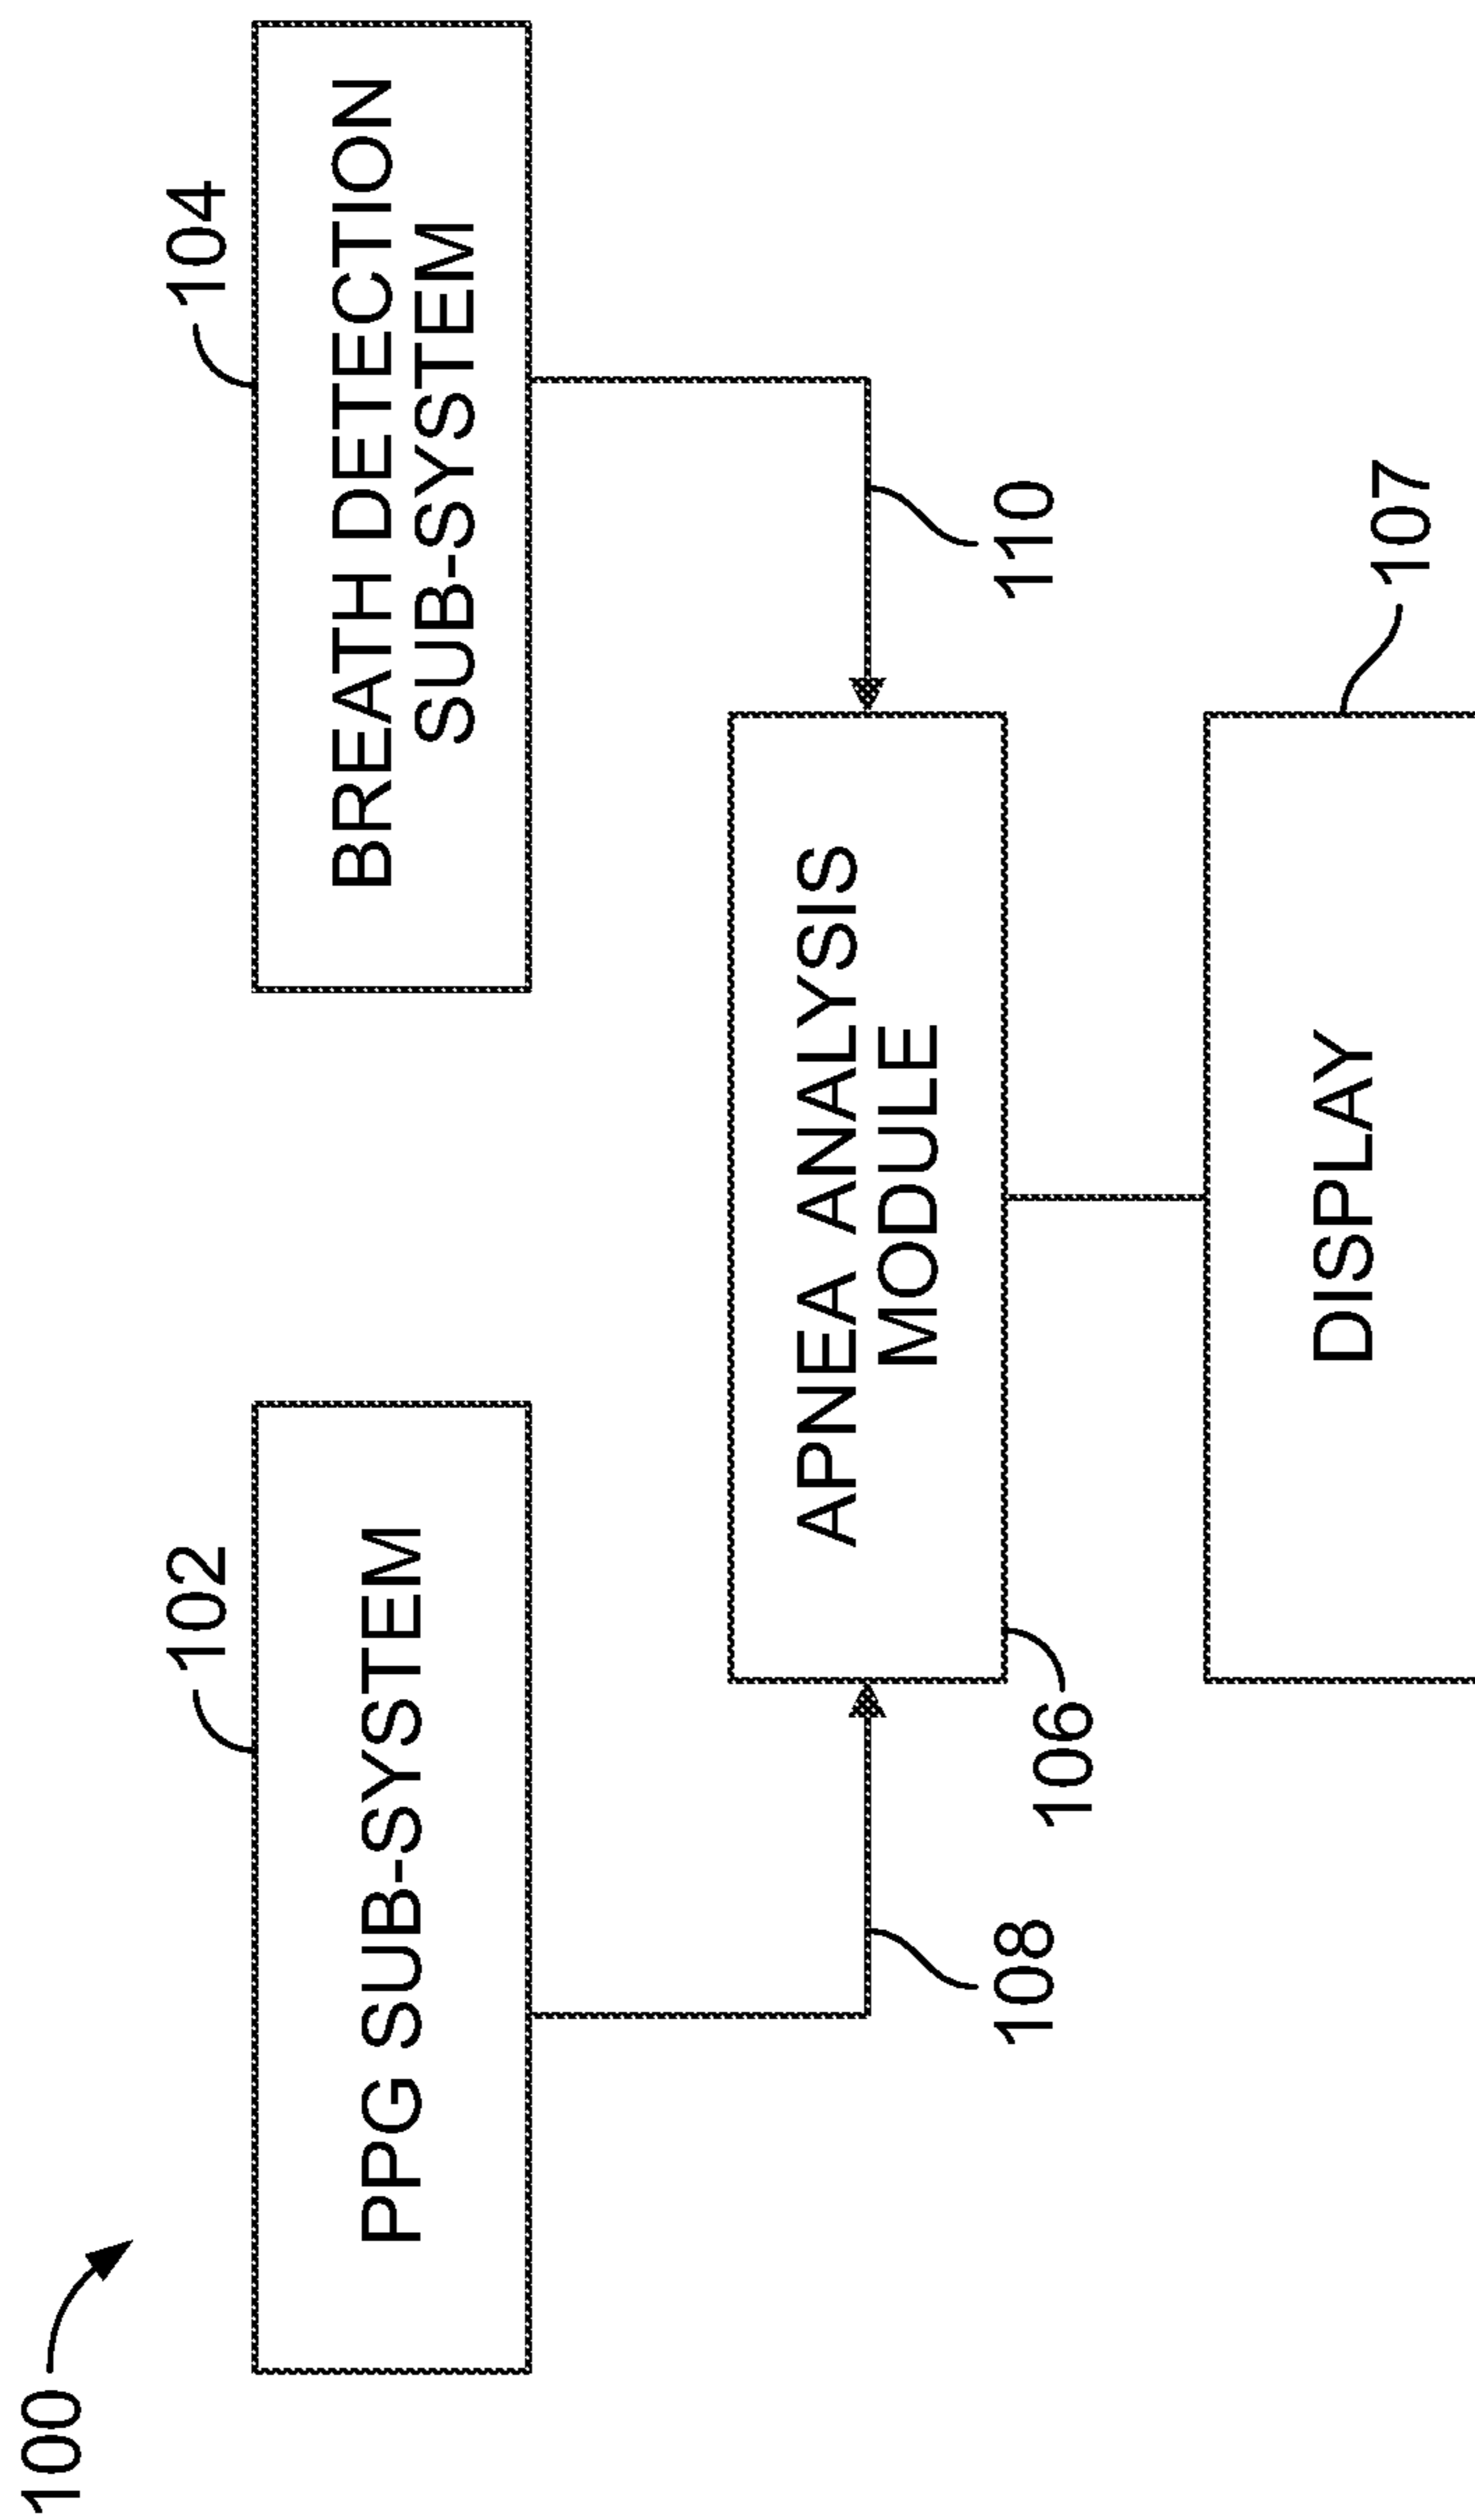 100
102
PPG SUB-SYSTEM
104
BREATH DETECTION
SUB-SYSTEM
108
106
APNEA ANALYSIS
MODULE
110
DISPLAY
107